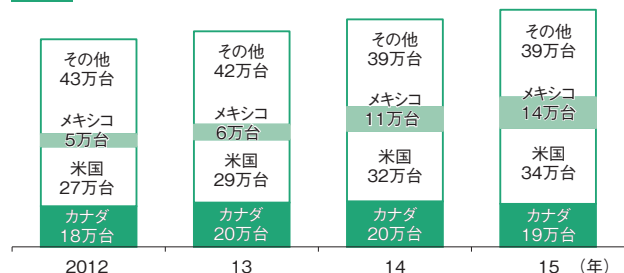 その他
43万台
メキシコ
5万台
米国
27万台
カナダ
18万台
2012
その他
42万台
メキシコ
6万台
米国
29万台
カナダ
20万台
13
その他
39万台
メキシコ
11万台
米国
32万台
カナダ
20万台
14
その他
39万台
メキシコ
14万台
米国
34万台
カナダ
19万台
15 (年)